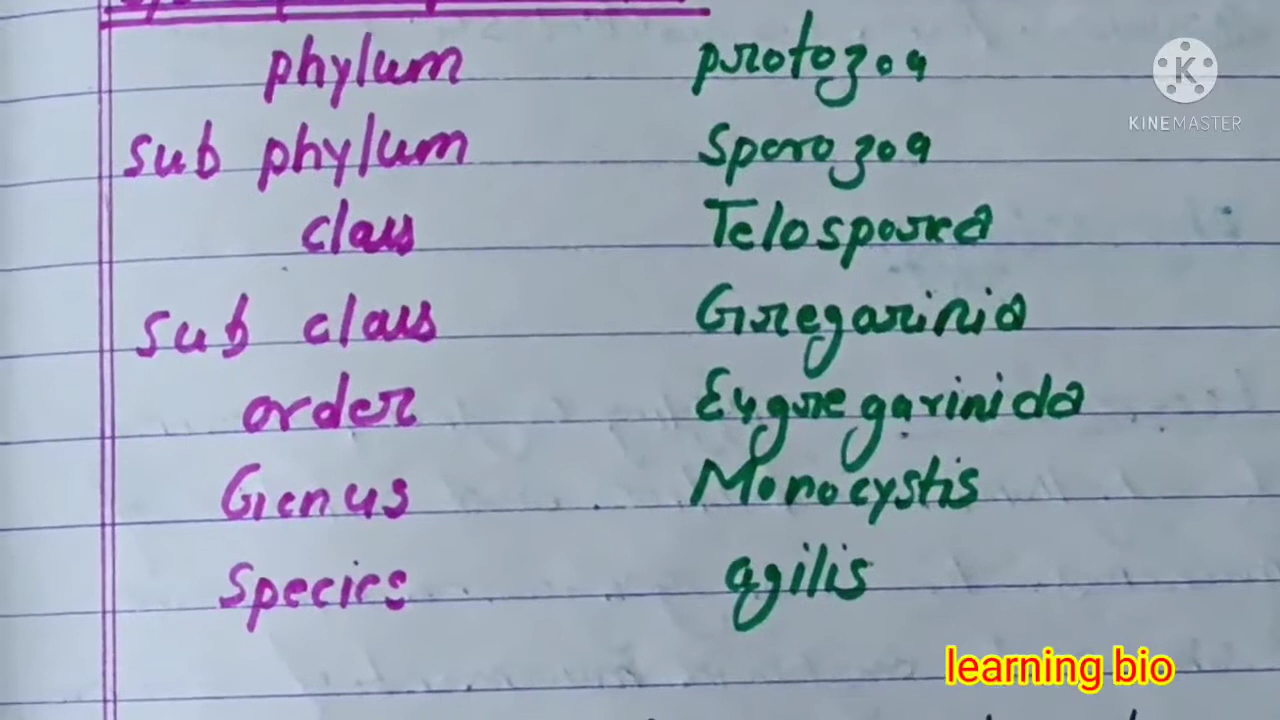 phylum protozoa
sub phylum Sporozoa
class Telosporea
sub class Gregarinia
order Eugregarinida
Genus Monocystis
Species agilis
K
KINEMASTER
learning bio